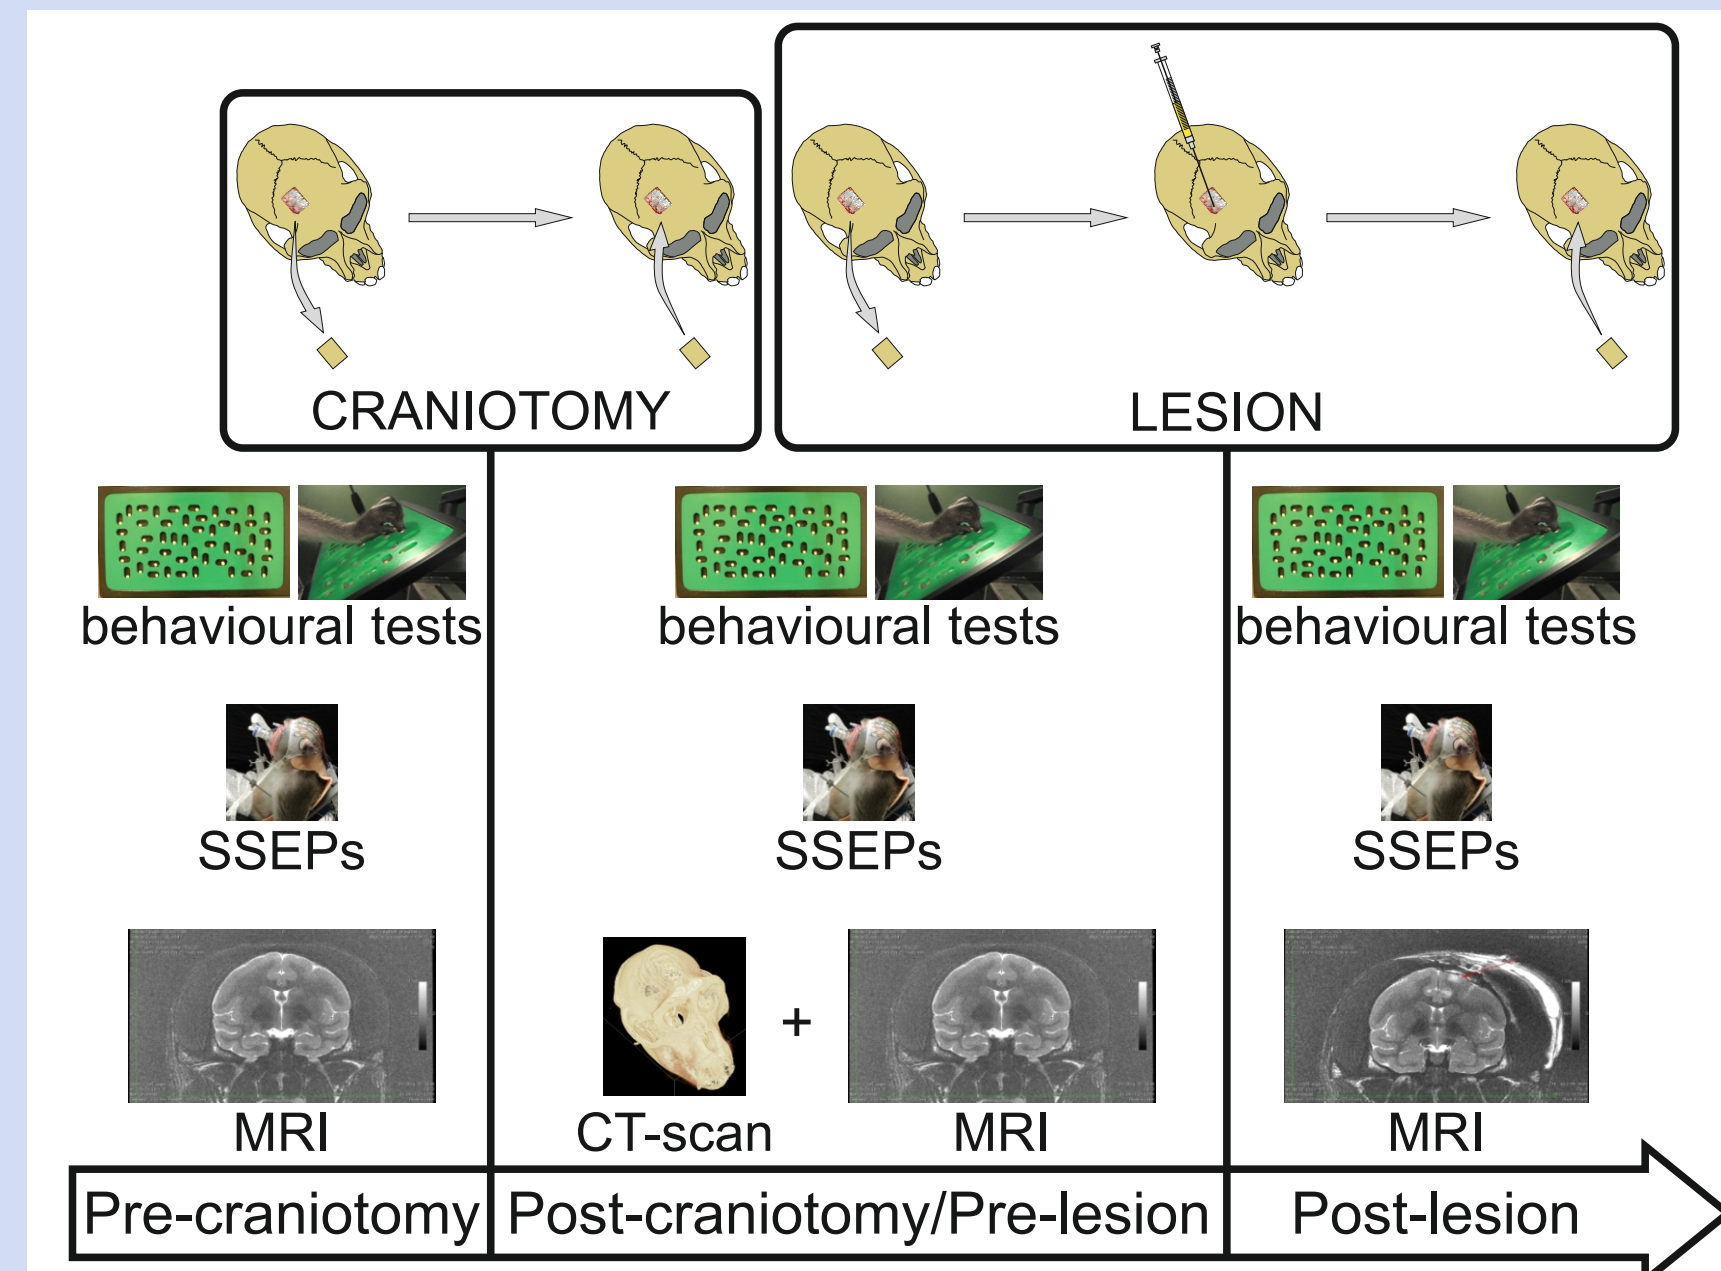 CRANIOTOMY
LESION
behavioural tests
behavioural tests
behavioural tests
SSEPs
SSEPs
SSEPs
+
MRI
CT-scan
MRI
MRI
Pre-craniotomy
Post-craniotomy/Pre-lesion
Post-lesion